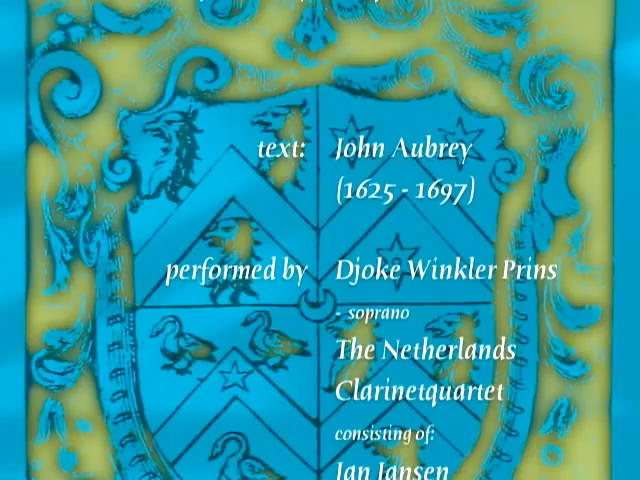 text: John Aubrey
(1625 - 1697)
performed by Djoke Winkler Prins
- soprano
The Netherlands
Clarinetquartet
consisting of:
Jan Jansen